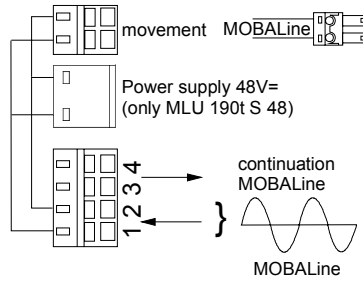 movement
MOBALine
Power supply 48V=
(only MLU 190t S 48)
1 2 3 4
continuation
MOBALine
}
MOBALine